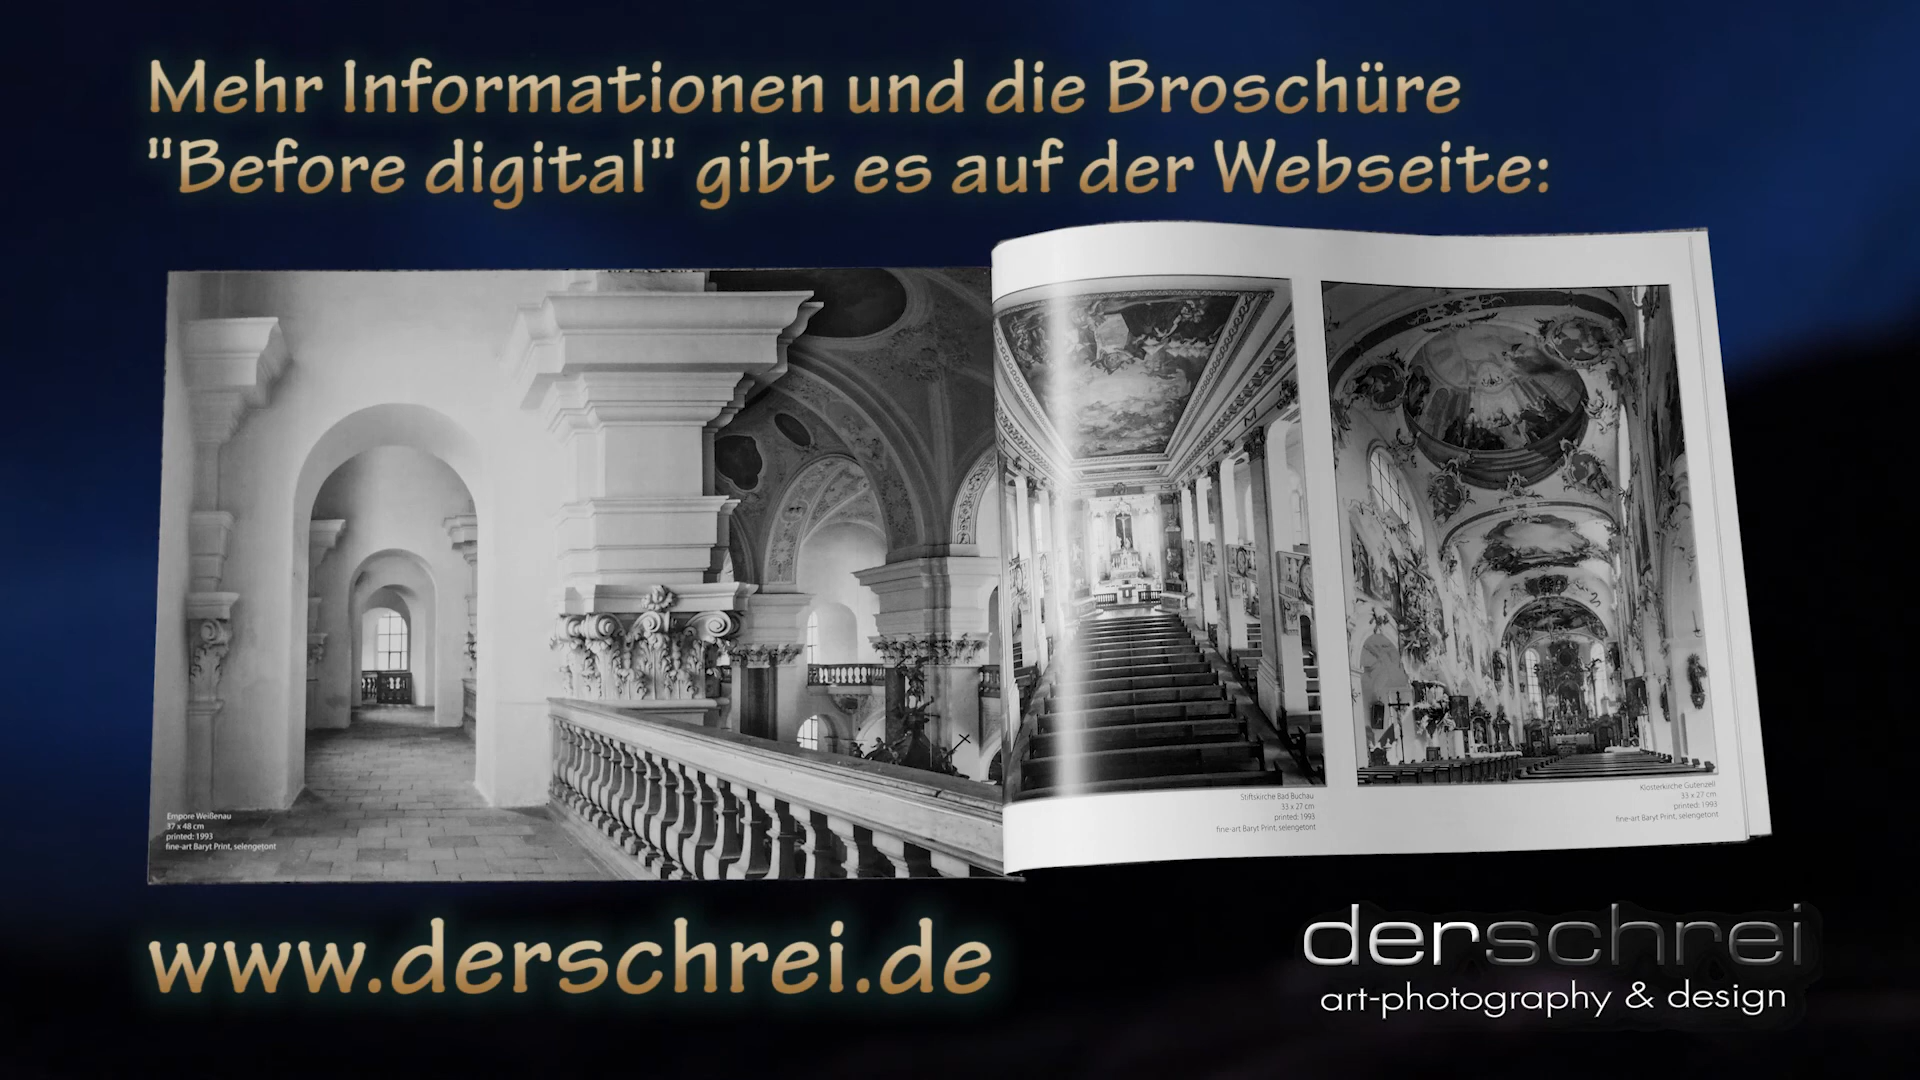 Mehr Informationen und die Broschüre
"Before digital" gibt es auf der Webseite:
Empore Weißenau
37 x 48 cm
printed: 1993
fine-art Baryt Print, selengetont
Stiftskirche Bad Buchau
33 x 27 cm
printed: 1993
fine-art Baryt Print, selengetont
Klosterkirche Gutenzell
33 x 27 cm
printed: 1993
fine-art Baryt Print, selengetont
www.derschrei.de
derschrei
art-photography & design